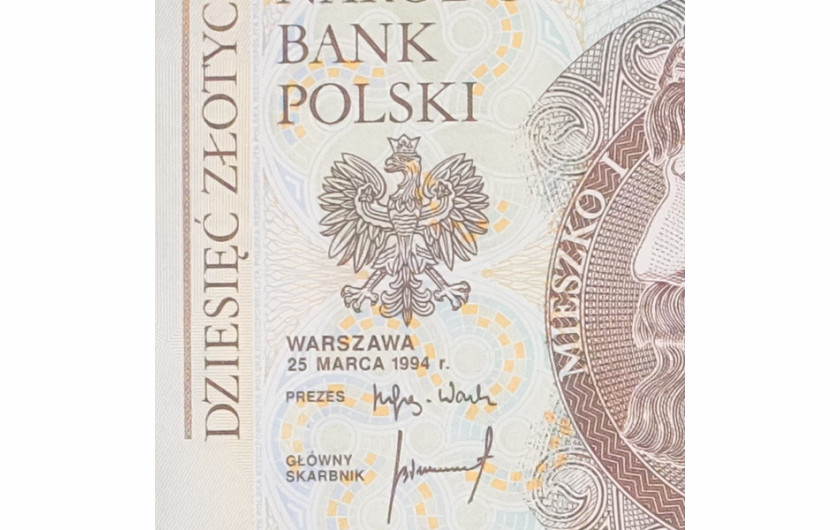 BANK
POLSKI
DZIESIĘĆ ZŁOTYC
MIESZKO I
WARSZAWA
25 MARCA 1994 r.
PREZES
GŁÓWNY
SKARBNIK